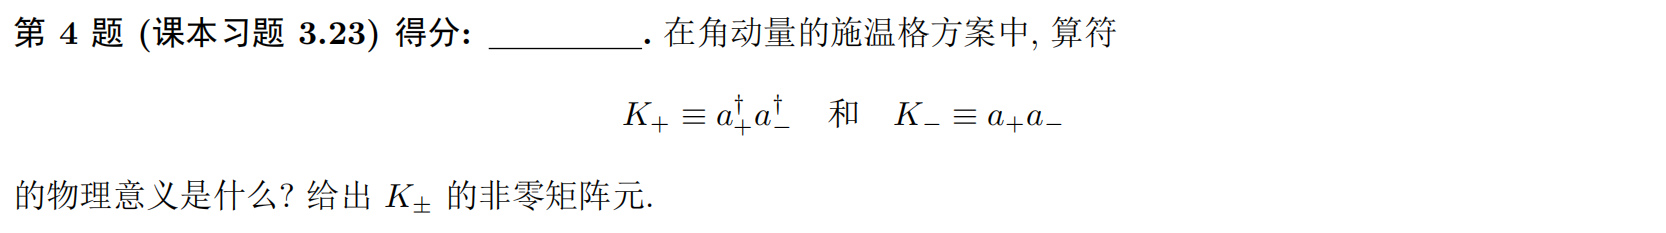 第 4 题 (课本习题 3.23) 得分: ________. 在角动量的施温格方案中, 算符
K₊ ≡ a₊†a₋† 和 K₋ ≡ a₊a₋
的物理意义是什么? 给出 K± 的非零矩阵元.